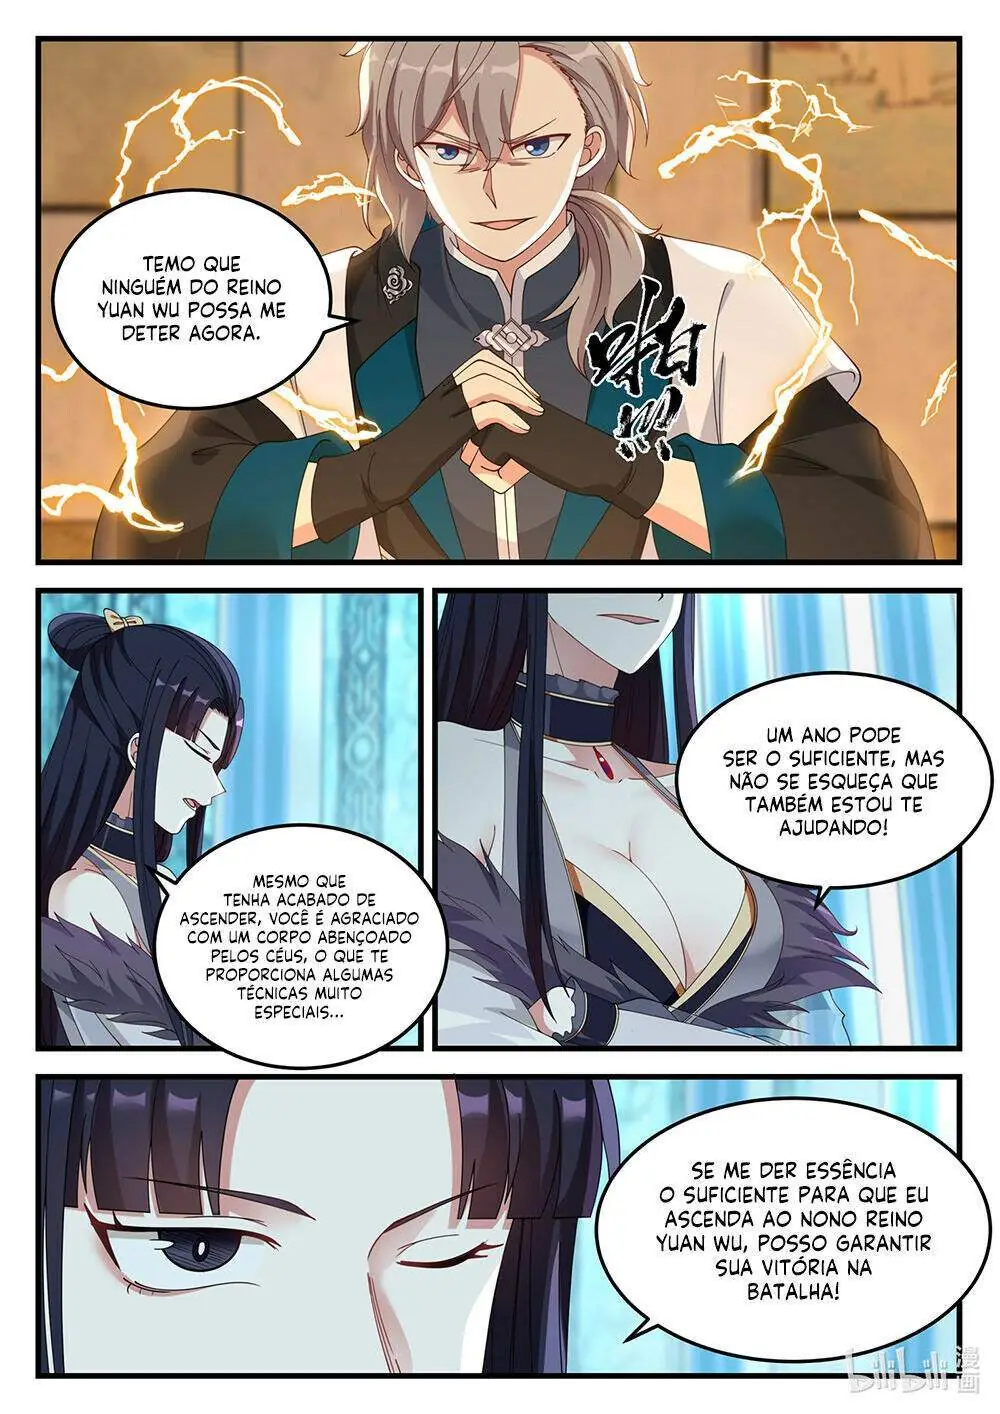 TEMO QUE
NINGUÉM DO REINO
YUAN WU POSSA ME
DETER AGORA.
啪
MESMO QUE
TENHA ACABADO DE
ASCENDER, VOCÊ É AGRACIADO
COM UM CORPO ABENÇOADO
PELOS CÉUS, O QUE TE
PROPORCIONA ALGUMAS
TÉCNICAS MUITO
ESPECIAIS...
UM ANO PODE
SER O SUFICIENTE, MAS
NÃO SE ESQUEÇA QUE
TAMBÉM ESTOU TE
AJUDANDO!
SE ME DER ESSÊNCIA
O SUFICIENTE PARA QUE EU
ASCENDA AO NONO REINO
YUAN WU, POSSO GARANTIR
SUA VITÓRIA NA
BATALHA!
bilibili 漫画